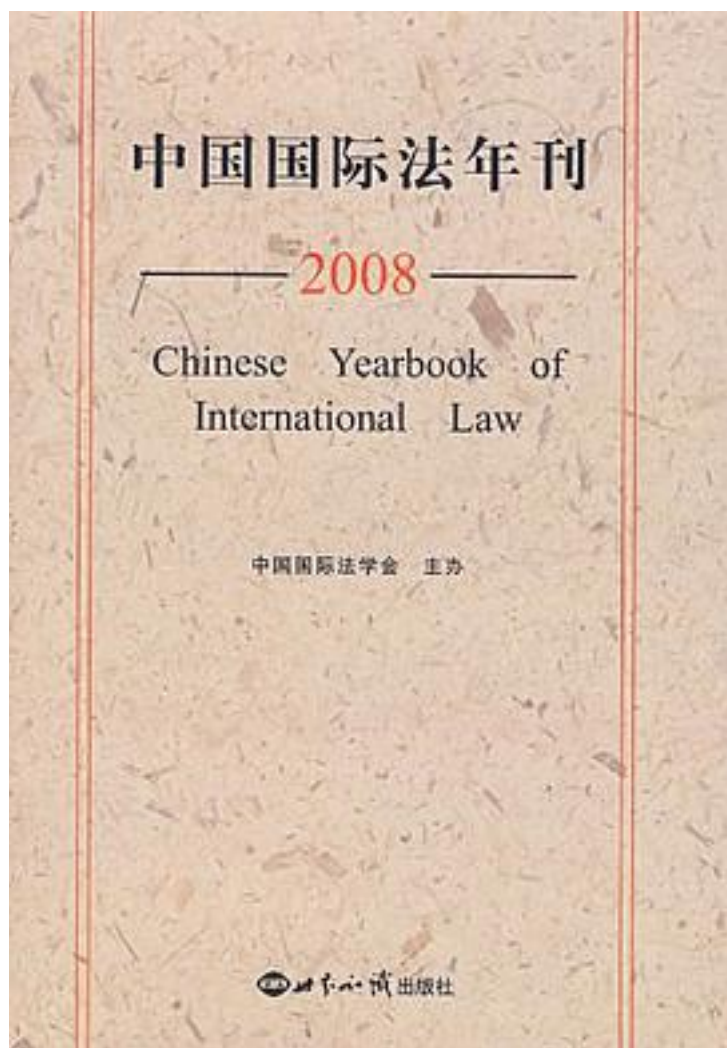 中国国际法年刊
2008
Chinese Yearbook of
International Law
中国国际法学会 主办
世界知识出版社